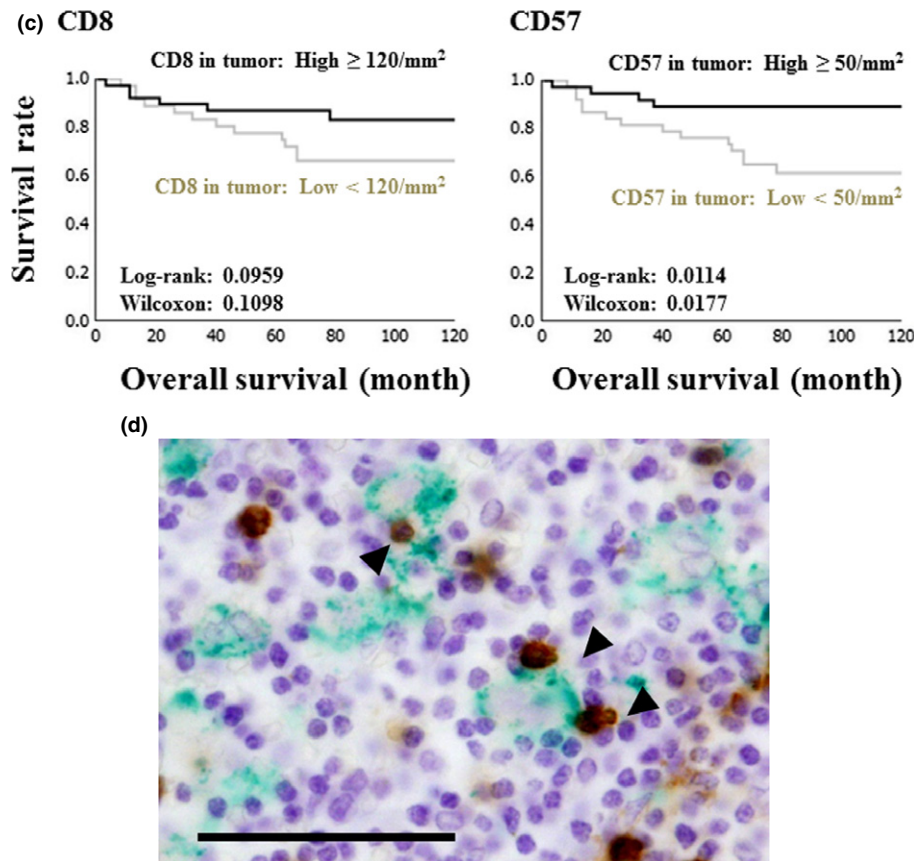 (c) CD8
CD8 in tumor: High ≥ 120/mm²
1.0
0.8
0.6
0.4
0.2
0.0
Survival rate
CD8 in tumor: Low < 120/mm²
Log-rank: 0.0959
Wilcoxon: 0.1098
0 20 40 60 80 100 120
Overall survival (month)
CD57
CD57 in tumor: High ≥ 50/mm²
1.0
0.8
0.6
0.4
0.2
0.0
CD57 in tumor: Low < 50/mm²
Log-rank: 0.0114
Wilcoxon: 0.0177
0 20 40 60 80 100 120
Overall survival (month)
(d)